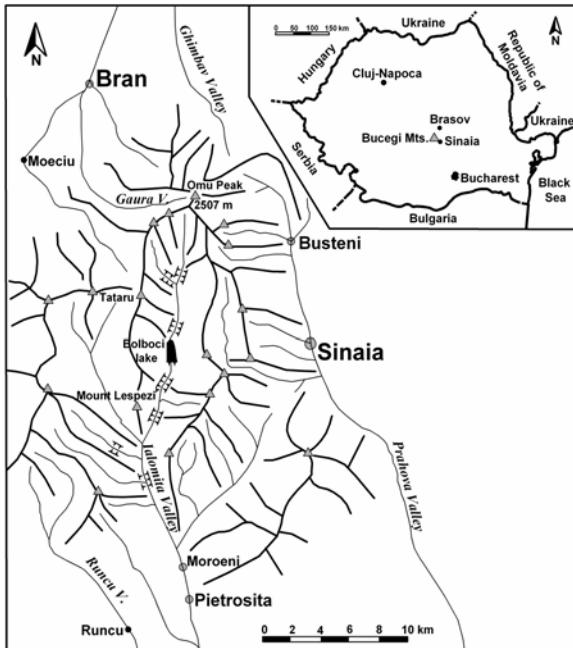 N
Ghimbav Valley
Bran
Moeciu
Gaura V.
Omu Peak
2507 m
Busteni
Tataru
Bolboci
lake
Sinaia
Mount Lespezi
Ialomita Valley
Prahova Valley
Runcu V.
Moroeni
Pietrosita
Runcu
0 2 4 6 8 10 km
0 50 100 150 km
N
Ukraine
Hungary
Republic of
Moldavia
Cluj-Napoca
Brasov
Bucegi Mts.
Sinaia
Ukraine
Serbia
Bucharest
Black
Sea
Bulgaria